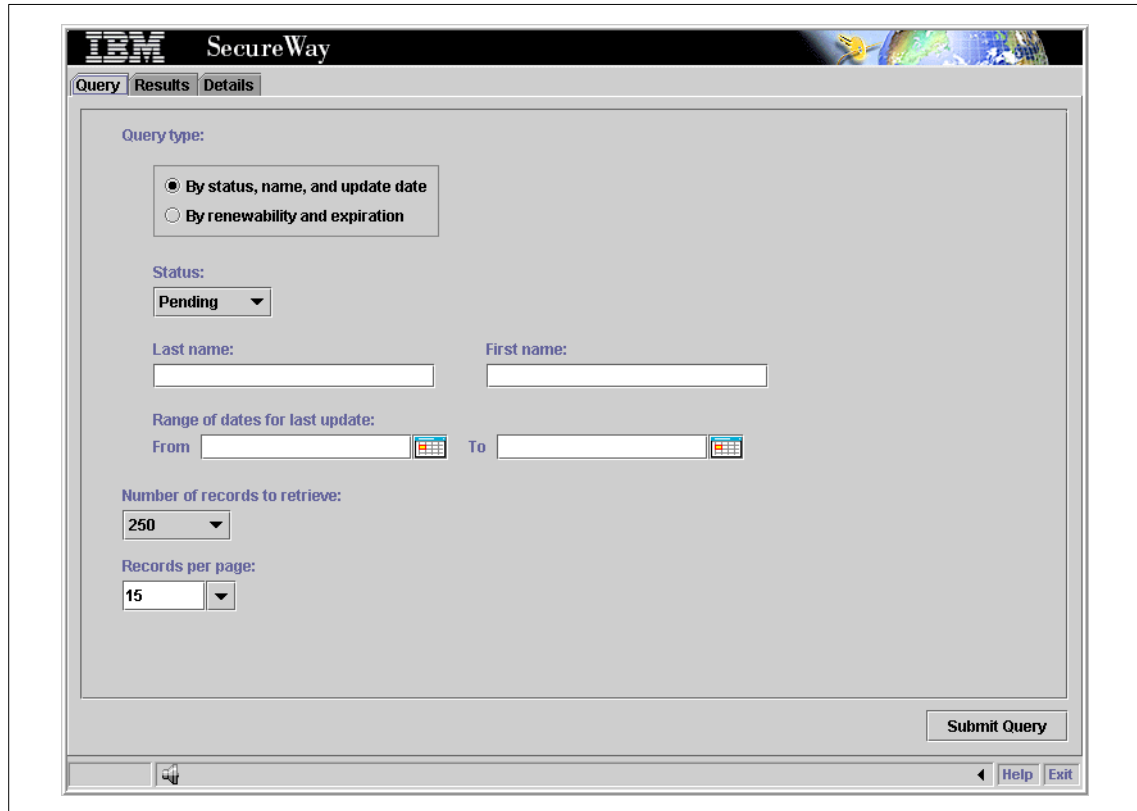 IBM SecureWay
Query Results Details
Query type:
By status, name, and update date
By renewability and expiration
Status:
Pending
Last name: First name:
Range of dates for last update:
From To
Number of records to retrieve:
250
Records per page:
15
Submit Query
Help Exit